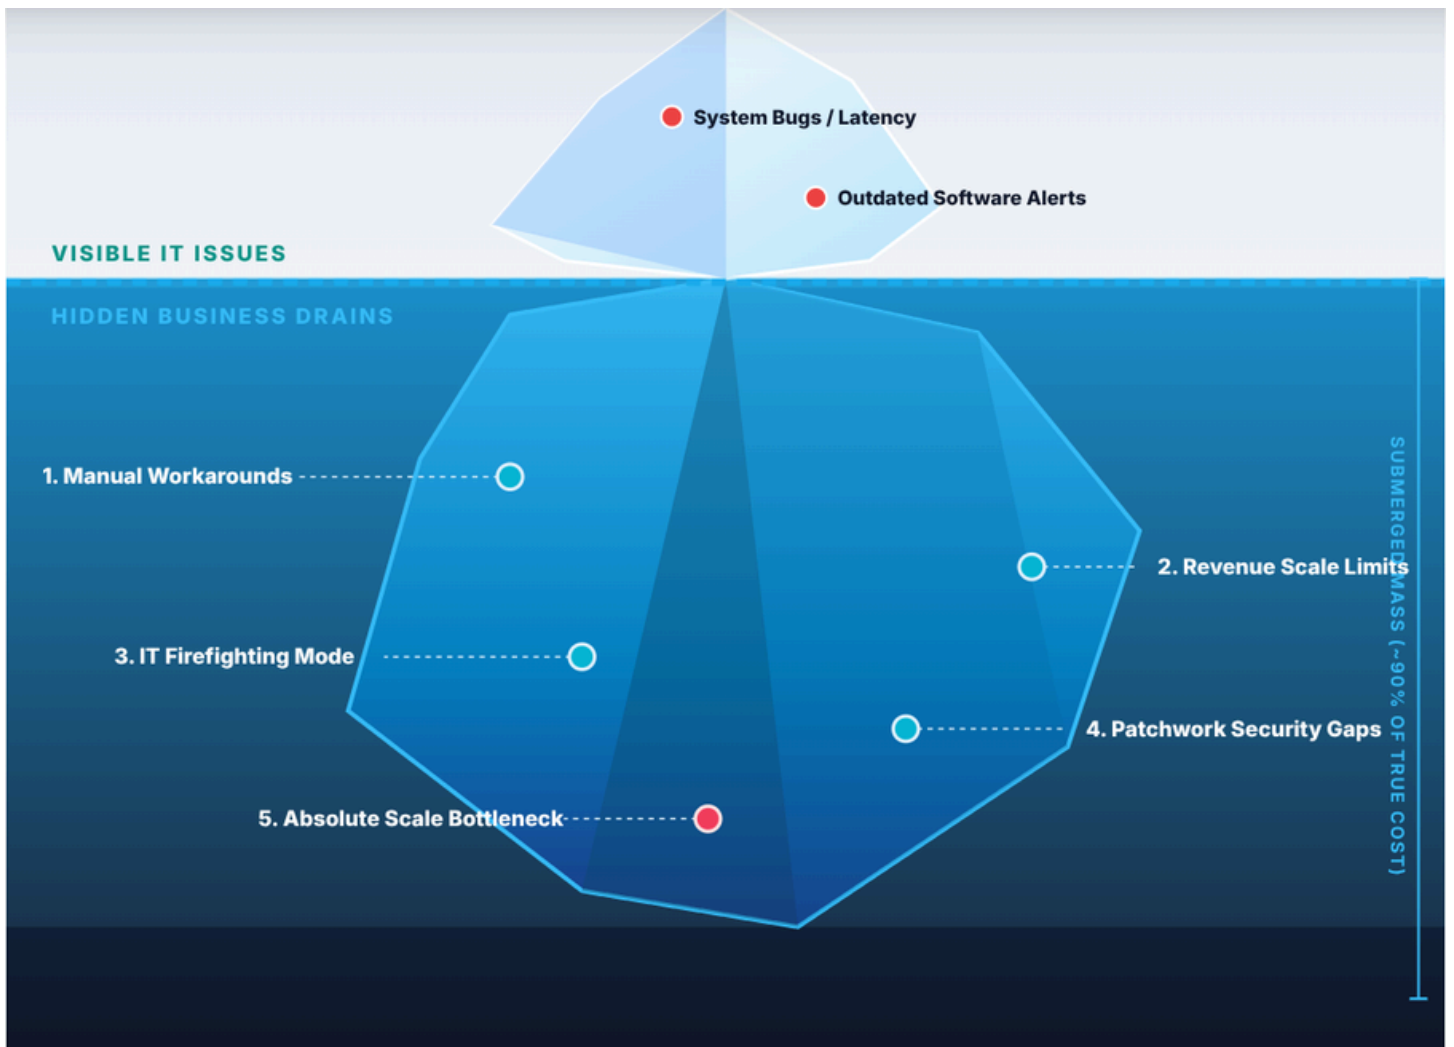 System Bugs / Latency
Outdated Software Alerts
VISIBLE IT ISSUES
HIDDEN BUSINESS DRAINS
1. Manual Workarounds
2. Revenue Scale Limits
3. IT Firefighting Mode
4. Patchwork Security Gaps
5. Absolute Scale Bottleneck
SUBMERGED MASS (~90% OF TRUE COST)